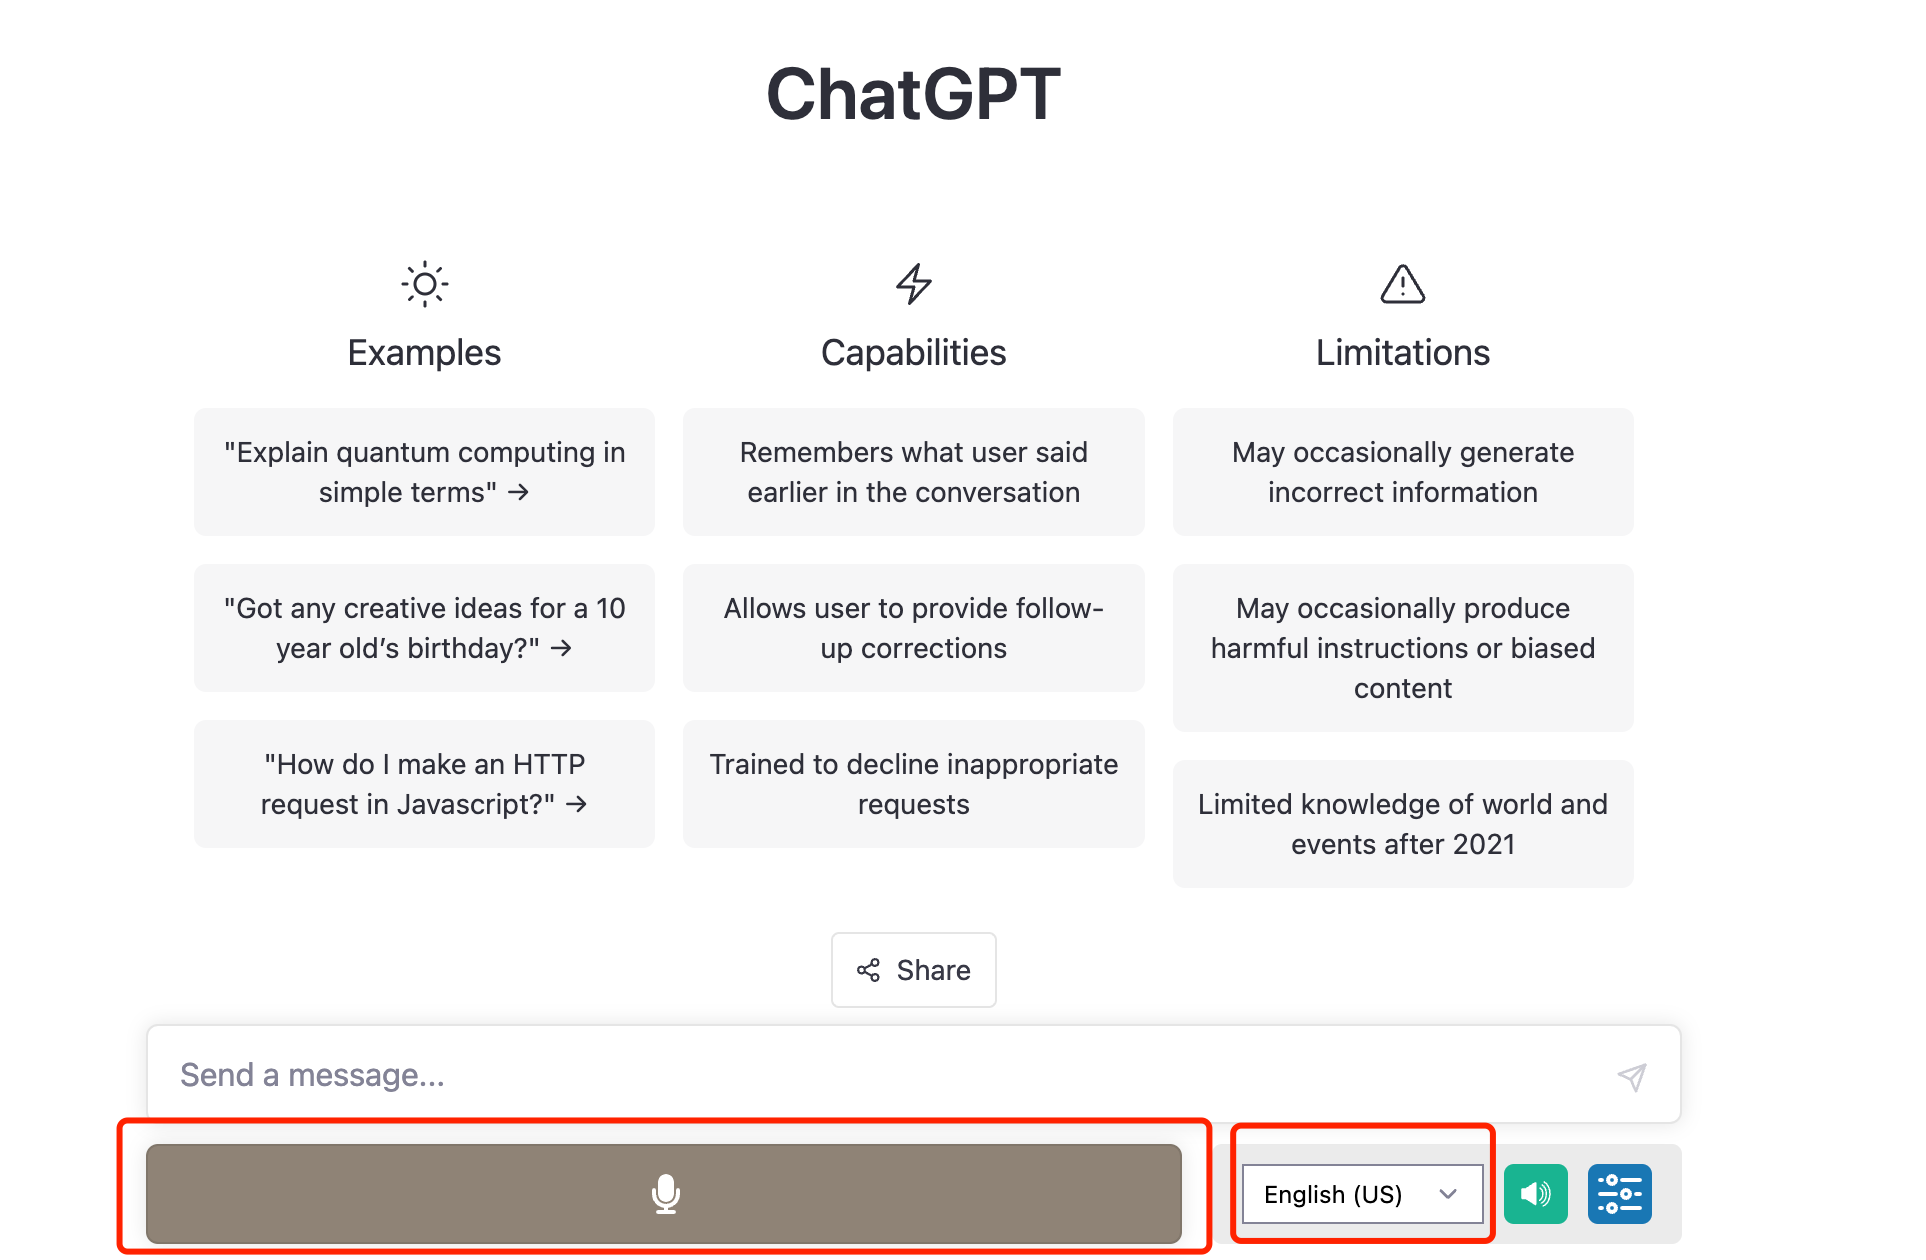 ChatGPT
Examples
"Explain quantum computing in
simple terms" →
"Got any creative ideas for a 10
year old’s birthday?" →
"How do I make an HTTP
request in Javascript?" →
Capabilities
Remembers what user said
earlier in the conversation
Allows user to provide follow-
up corrections
Trained to decline inappropriate
requests
Limitations
May occasionally generate
incorrect information
May occasionally produce
harmful instructions or biased
content
Limited knowledge of world and
events after 2021
Share
Send a message...
English (US)